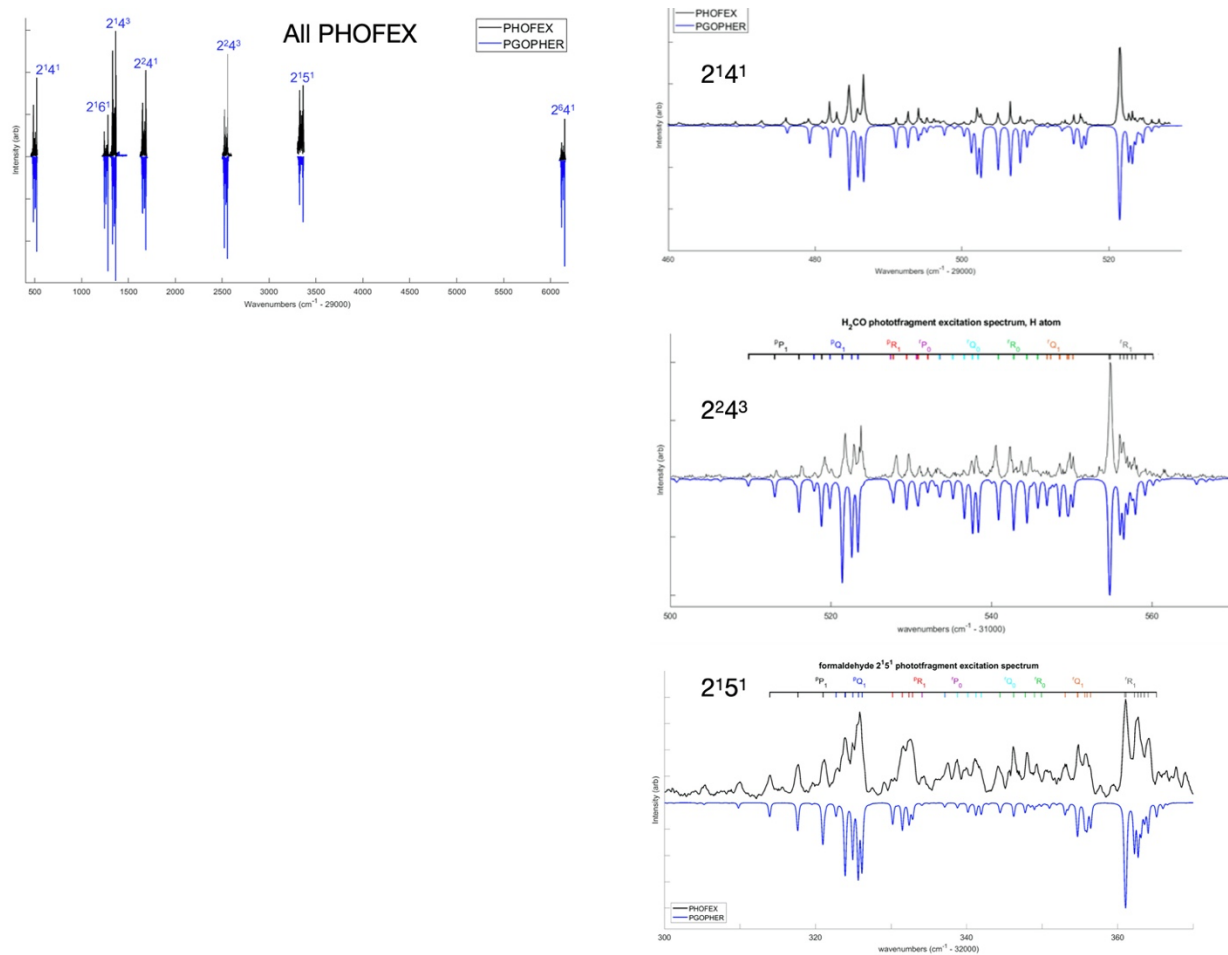 All PHOFEX
PHOFEX
PGOPHER
2¹4¹
2¹6¹
2¹4³
2²4¹
2²4³
2¹5¹
2⁶4¹
Intensity (arb)
500 1000 1500 2000 2500 3000 3500 4000 4500 5000 5500 6000
Wavenumbers (cm⁻¹ - 29000)
PHOFEX
PGOPHER
2¹4¹
Intensity (arb)
460 480 500 520
Wavenumbers (cm⁻¹ - 29000)
H₂CO phototfragment excitation spectrum, H atom
ᵖP₁ ᵖQ₁ ᵖR₁ ʳP₀ ʳQ₀ ʳR₀ ʳQ₁ ʳR₁
2²4³
Intensity (arb)
500 520 540 560
wavenumbers (cm⁻¹ - 31000)
formaldehyde 2¹5¹ phototfragment excitation spectrum
ᵖP₁ ᵖQ₁ ᵖR₁ ʳP₀ ʳQ₀ ʳR₀ ʳQ₁ ʳR₁
2¹5¹
Intensity (arb)
PHOFEX
PGOPHER
300 320 340 360
wavenumbers (cm⁻¹ - 32000)